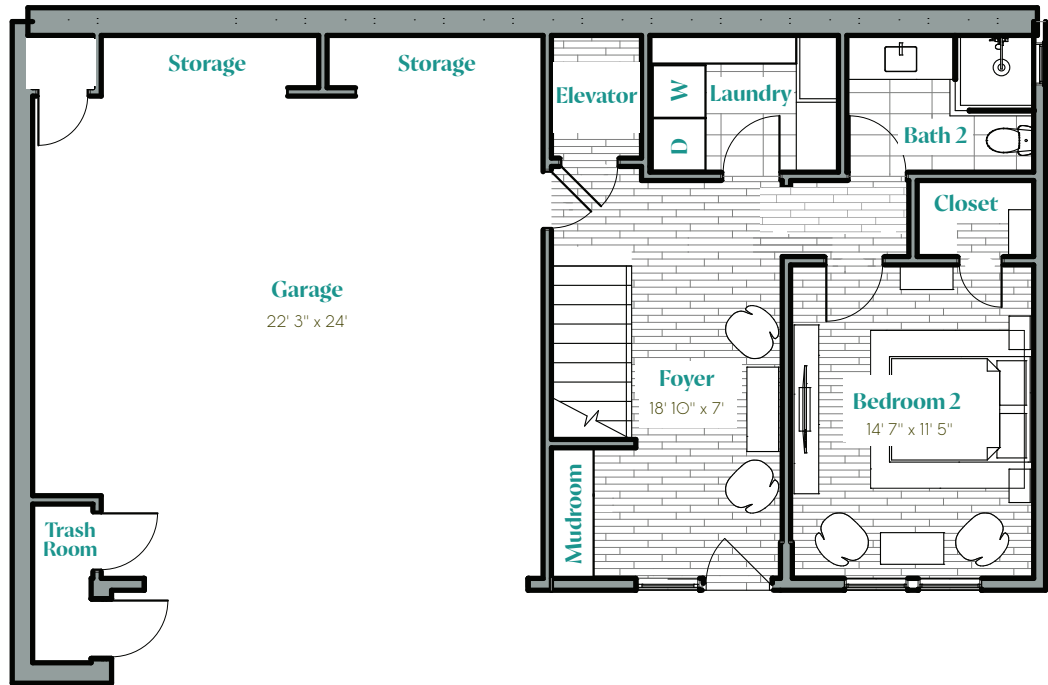 Storage
Storage
Elevator
W
D
Laundry
Bath 2
Closet
Garage
22' 3" x 24'
Foyer
18' 10" x 7'
Bedroom 2
14' 7" x 11' 5"
Mudroom
Trash
Room